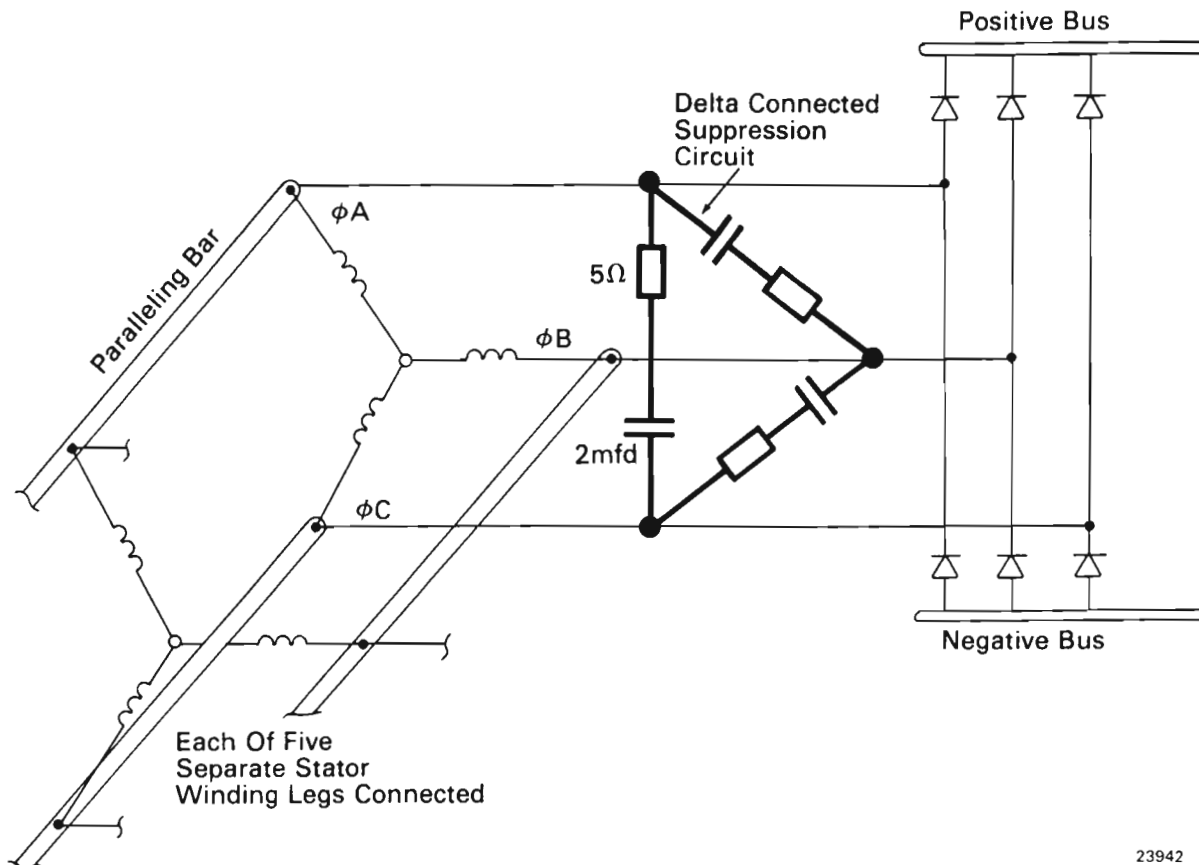 Positive Bus
Delta Connected
Suppression
Circuit
ϕA
Paralleling Bar
5Ω
ϕB
2mfd
ϕC
Negative Bus
Each Of Five
Separate Stator
Winding Legs Connected
23942